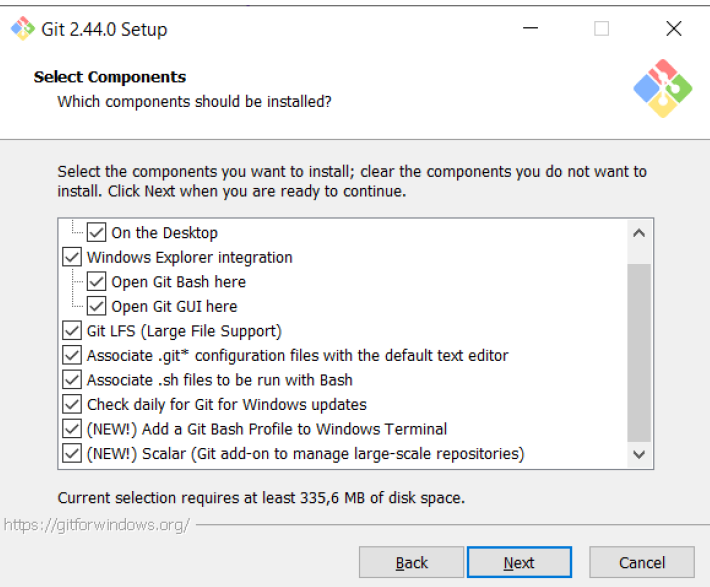 Git 2.44.0 Setup
Select Components
Which components should be installed?
Select the components you want to install; clear the components you do not want to
install. Click Next when you are ready to continue.
On the Desktop
Windows Explorer integration
Open Git Bash here
Open Git GUI here
Git LFS (Large File Support)
Associate .git* configuration files with the default text editor
Associate .sh files to be run with Bash
Check daily for Git for Windows updates
(NEW!) Add a Git Bash Profile to Windows Terminal
(NEW!) Scalar (Git add-on to manage large-scale repositories)
Current selection requires at least 335,6 MB of disk space.
https://gitforwindows.org/
Back Next Cancel